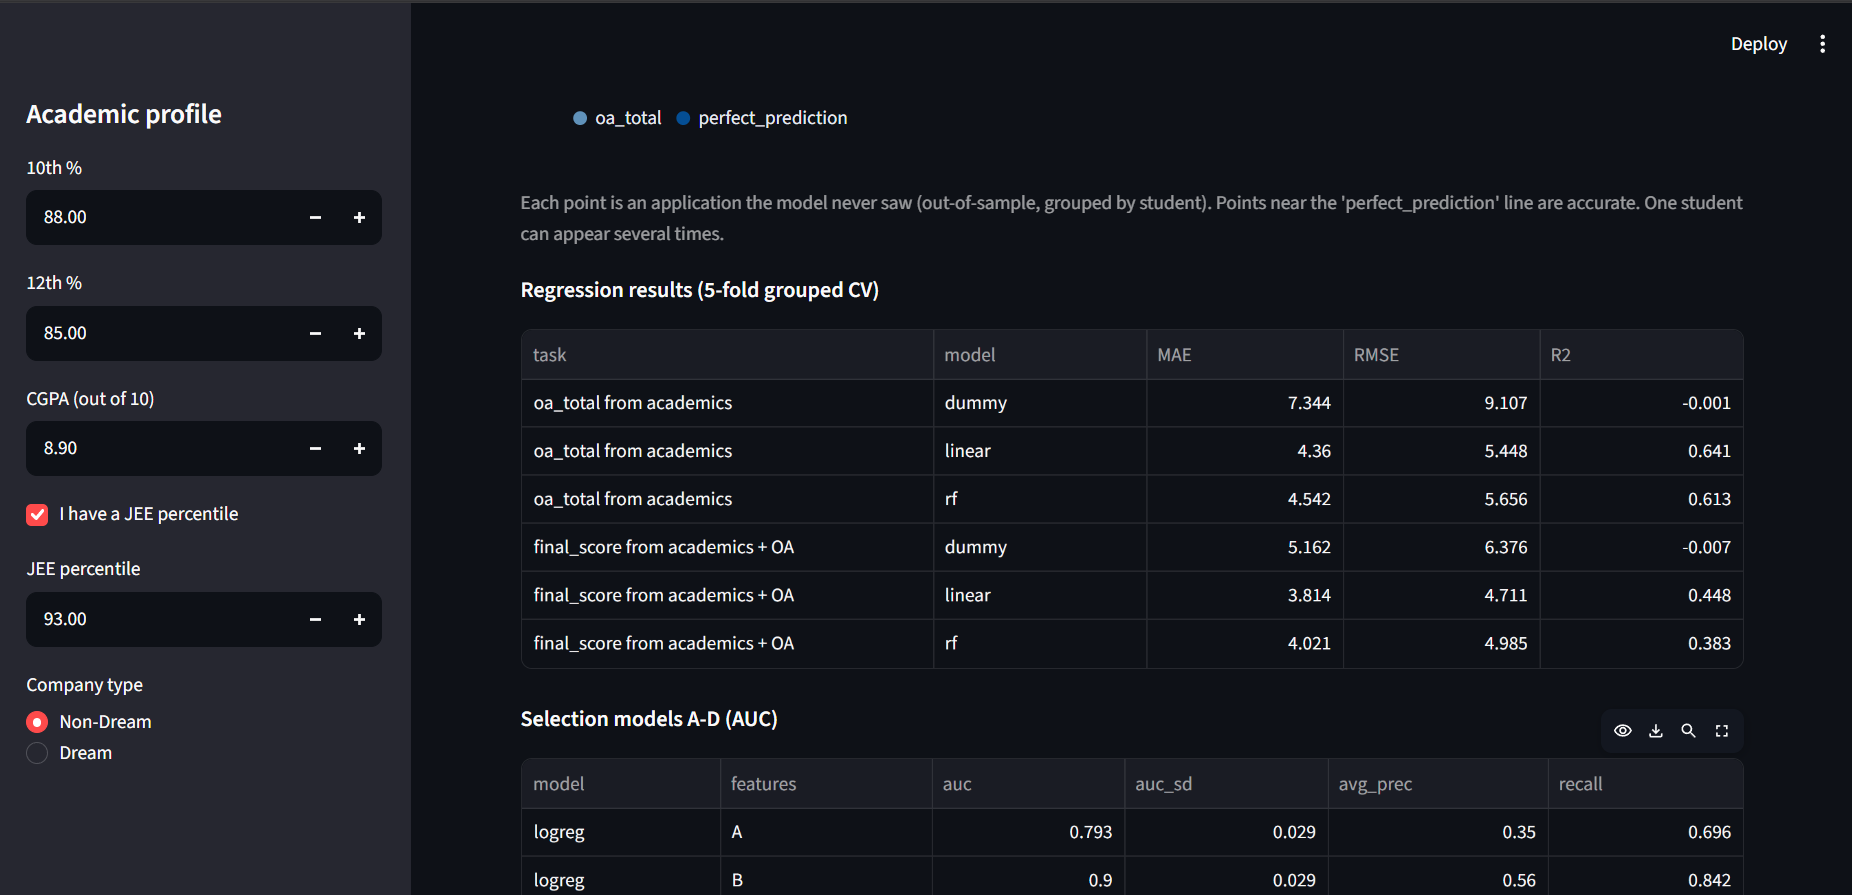 Deploy
Academic profile
10th %
88.00
12th %
85.00
CGPA (out of 10)
8.90
I have a JEE percentile
JEE percentile
93.00
Company type
Non-Dream
Dream
oa_total perfect_prediction
Each point is an application the model never saw (out-of-sample, grouped by student). Points near the 'perfect_prediction' line are accurate. One student
can appear several times.
Regression results (5-fold grouped CV)
task model MAE RMSE R2
oa_total from academics dummy 7.344 9.107 -0.001
oa_total from academics linear 4.36 5.448 0.641
oa_total from academics rf 4.542 5.656 0.613
final_score from academics + OA dummy 5.162 6.376 -0.007
final_score from academics + OA linear 3.814 4.711 0.448
final_score from academics + OA rf 4.021 4.985 0.383
Selection models A-D (AUC)
model features auc auc_sd avg_prec recall
logreg A 0.793 0.029 0.35 0.696
logreg B 0.9 0.029 0.56 0.842